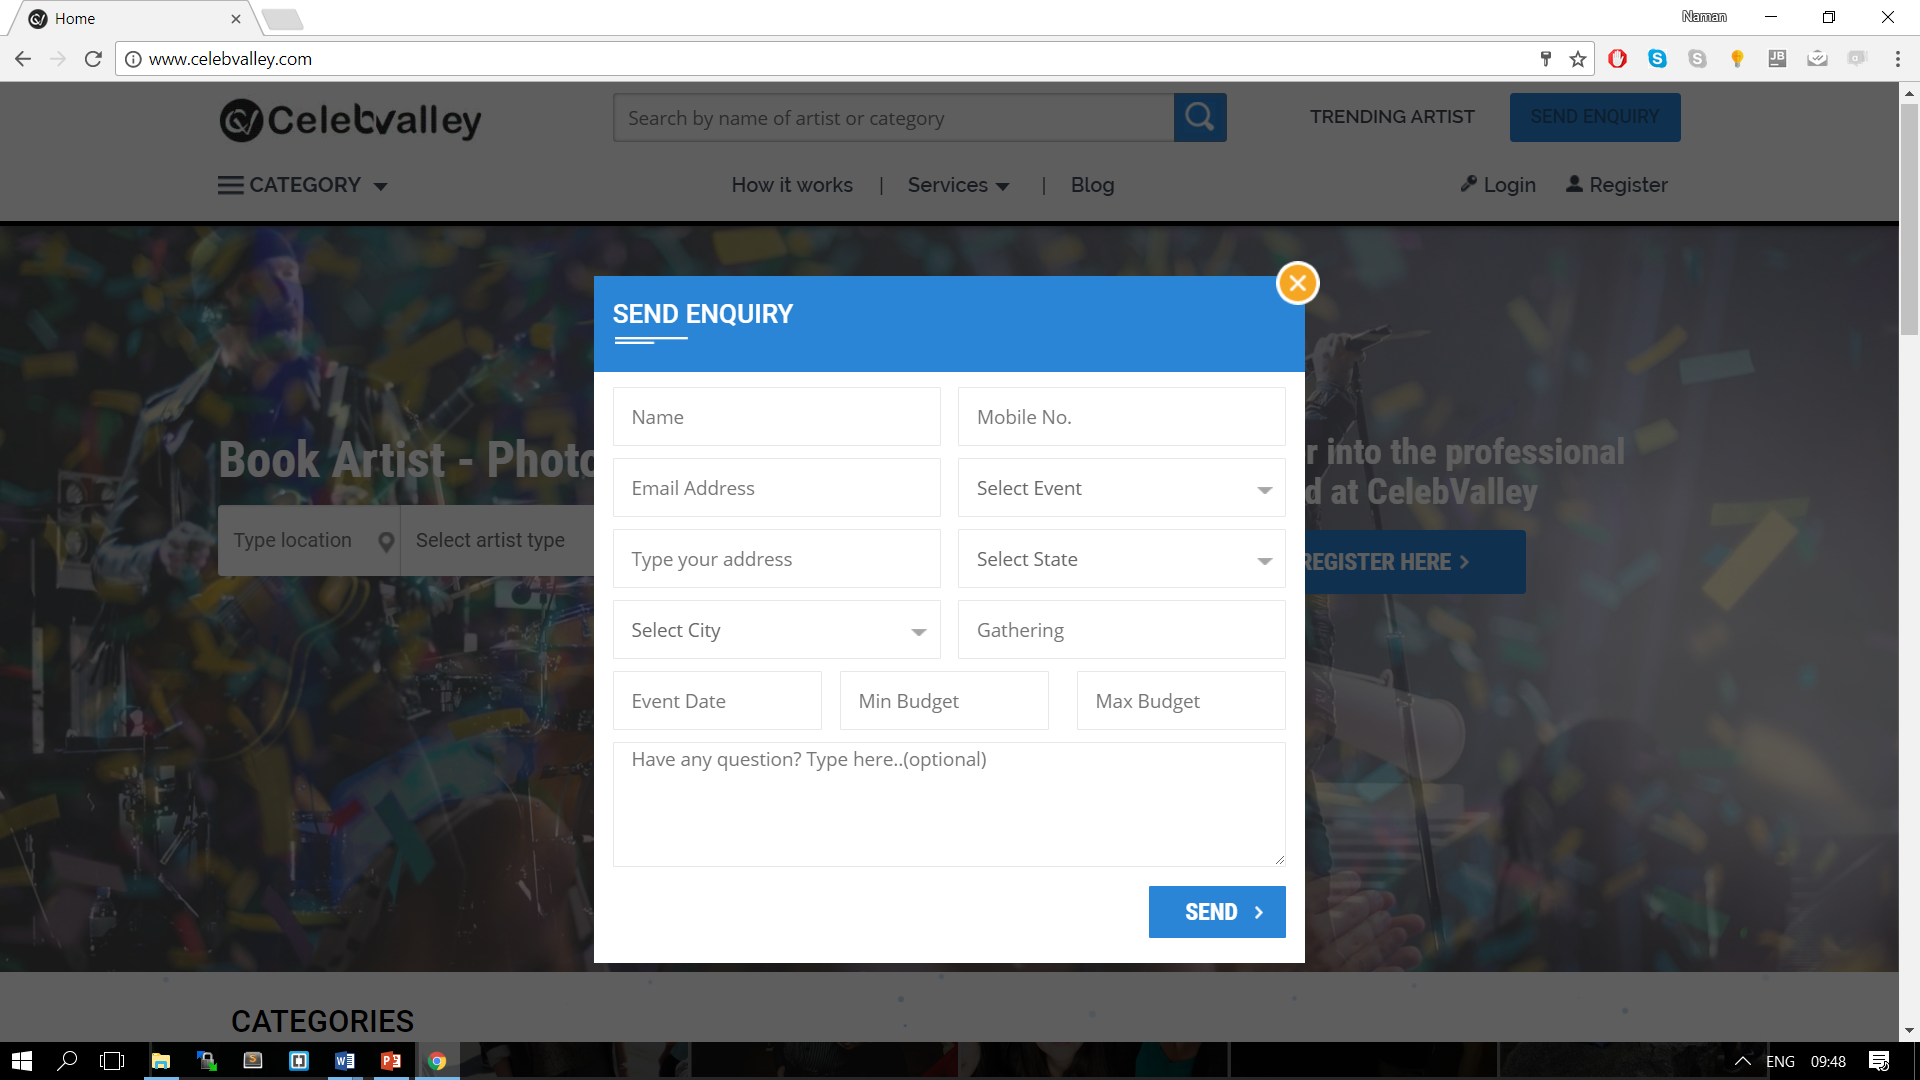 Home
Naman
www.celebvalley.com
Celebvalley
Search by name of artist or category
TRENDING ARTIST
SEND ENQUIRY
CATEGORY
How it works | Services | Blog
Login
Register
SEND ENQUIRY
Name
Mobile No.
Email Address
Select Event
Type your address
Select State
Select City
Gathering
Event Date
Min Budget
Max Budget
Have any question? Type here..(optional)
SEND
Book Artist - Photo
Type location
Select artist type
r into the professional
d at CelebValley
REGISTER HERE
CATEGORIES
ENG
09:48